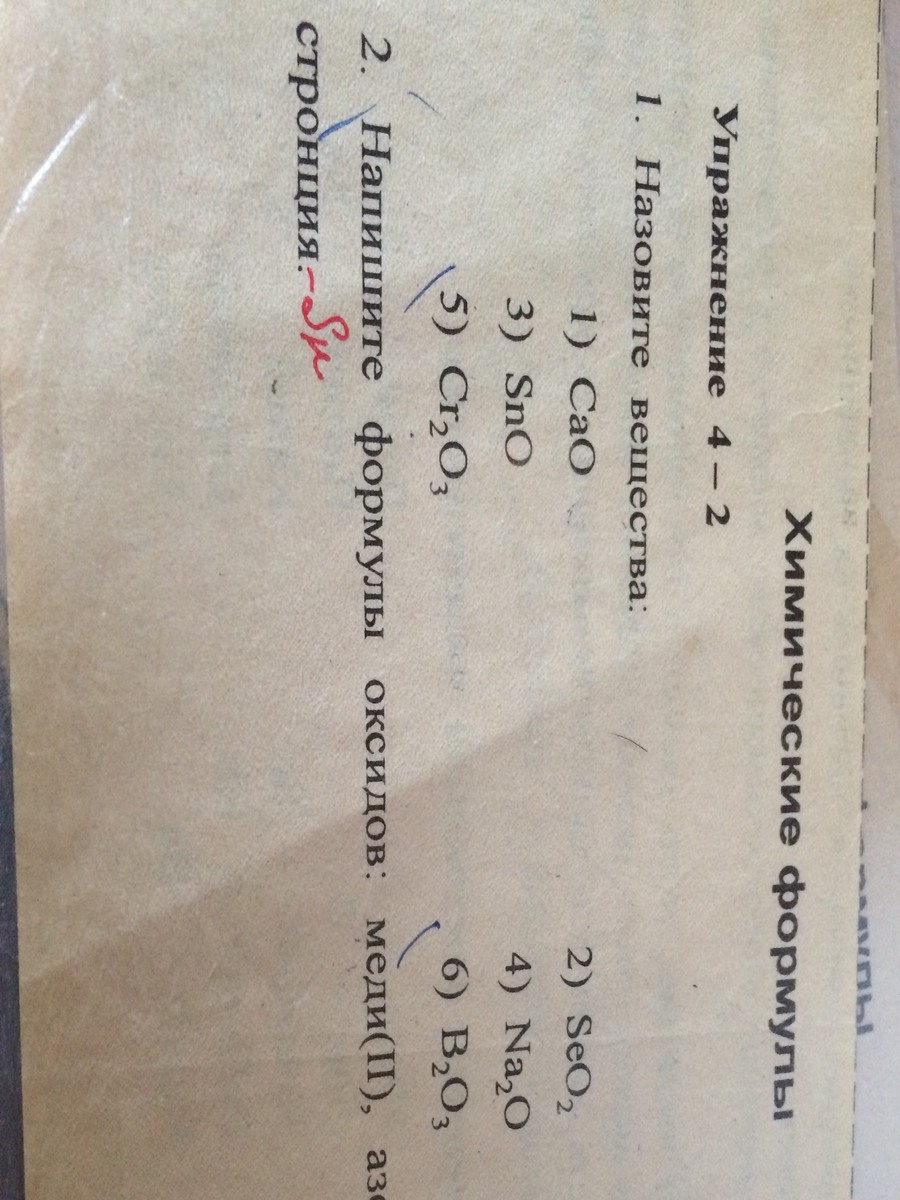 Химические формулы
Упражнение 4 – 2
1. Назовите вещества:
1) CaO 2) SeO₂
3) SnO 4) Na₂O
5) Cr₂O₃ 6) B₂O₃
2. Напишите формулы оксидов: меди(II),
стронция.